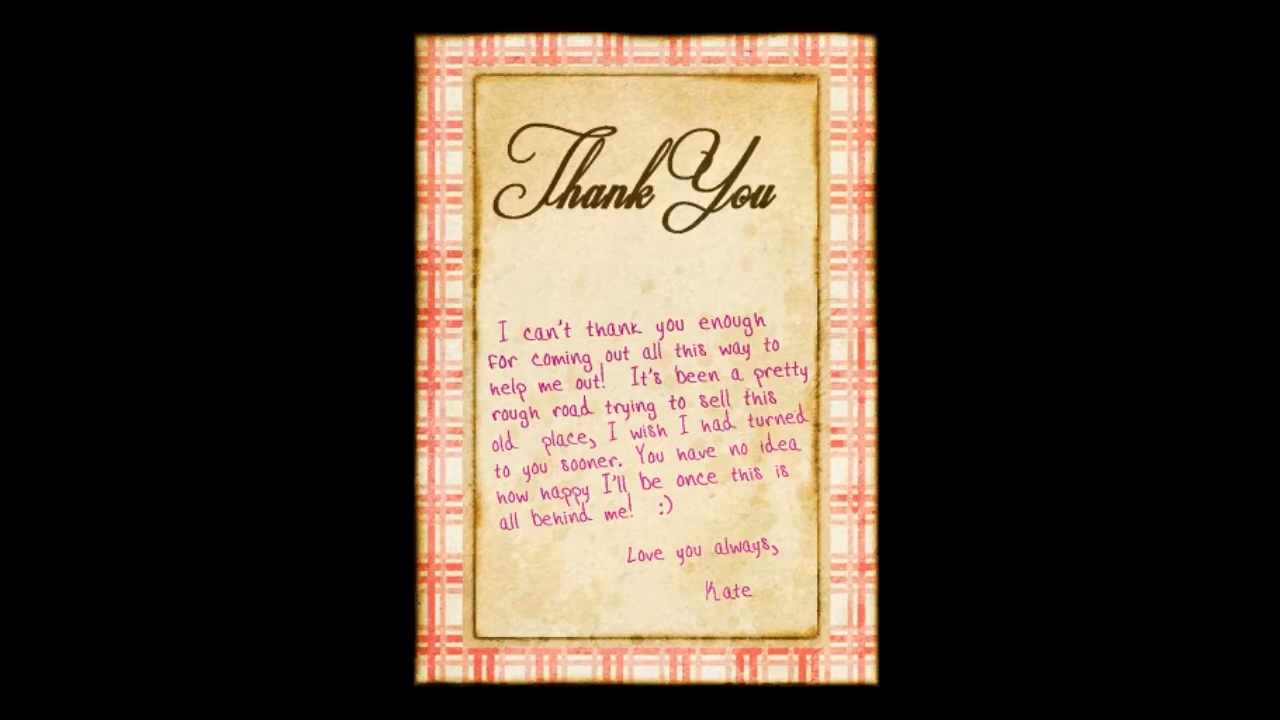 Thank You
I can't thank you enough
for coming out all this way to
help me out! It's been a pretty
rough road trying to sell this
old place, I wish I had turned
to you sooner. You have no idea
how happy I'll be once this is
all behind me! :)
Love you always,
Kate